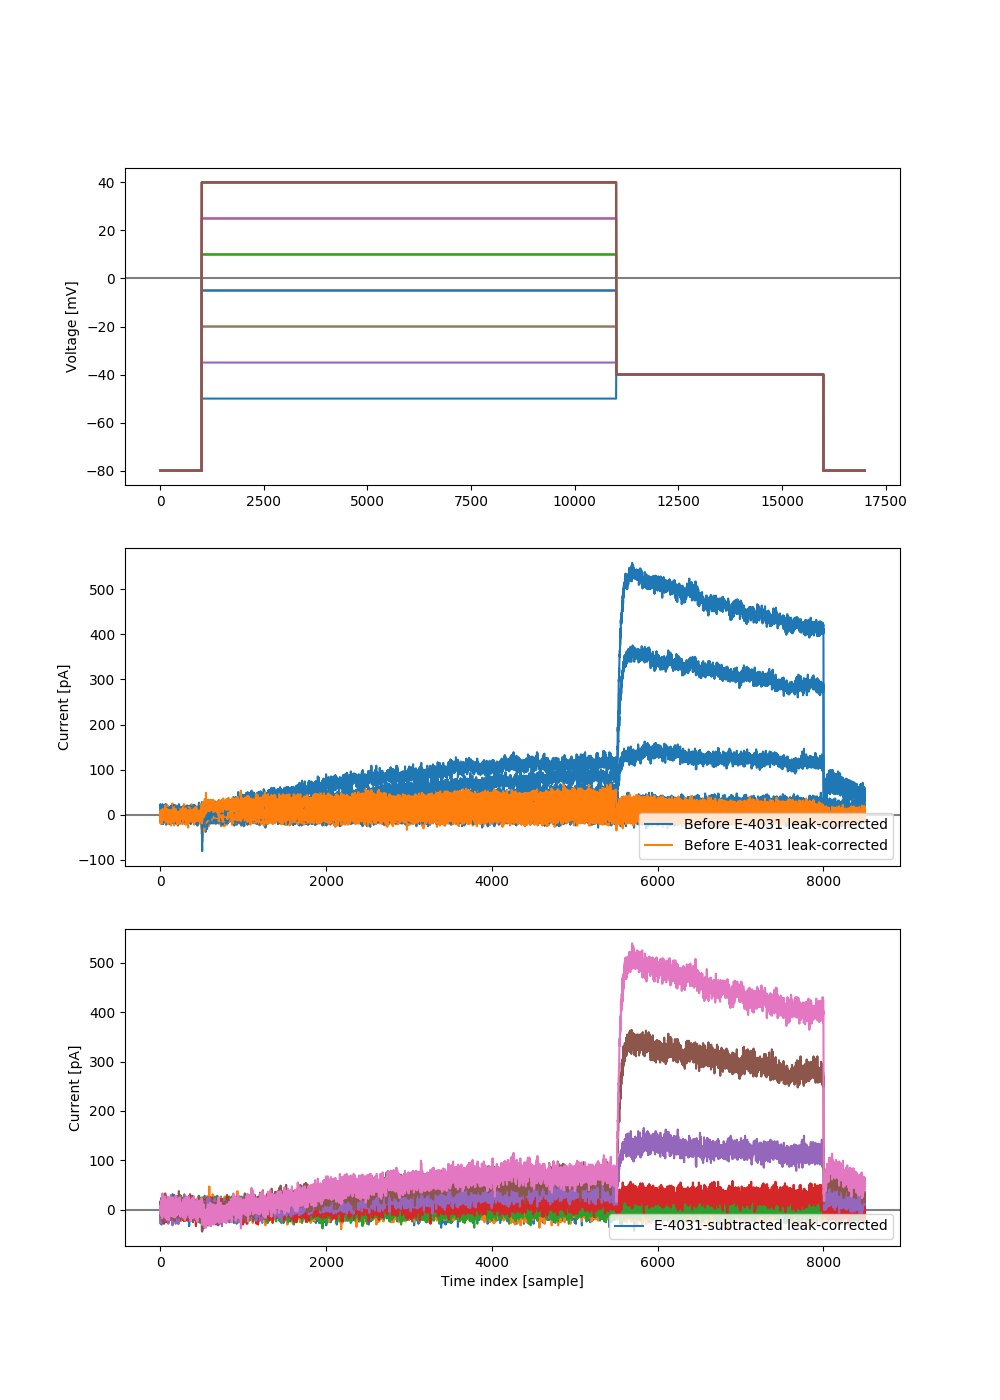 40
20
0
−20
−40
−60
−80
Voltage [mV]
0 2500 5000 7500 10000 12500 15000 17500
500
400
300
200
100
0
−100
Current [pA]
Before E-4031 leak-corrected
Before E-4031 leak-corrected
0 2000 4000 6000 8000
500
400
300
200
100
0
Current [pA]
E-4031-subtracted leak-corrected
0 2000 4000 6000 8000
Time index [sample]